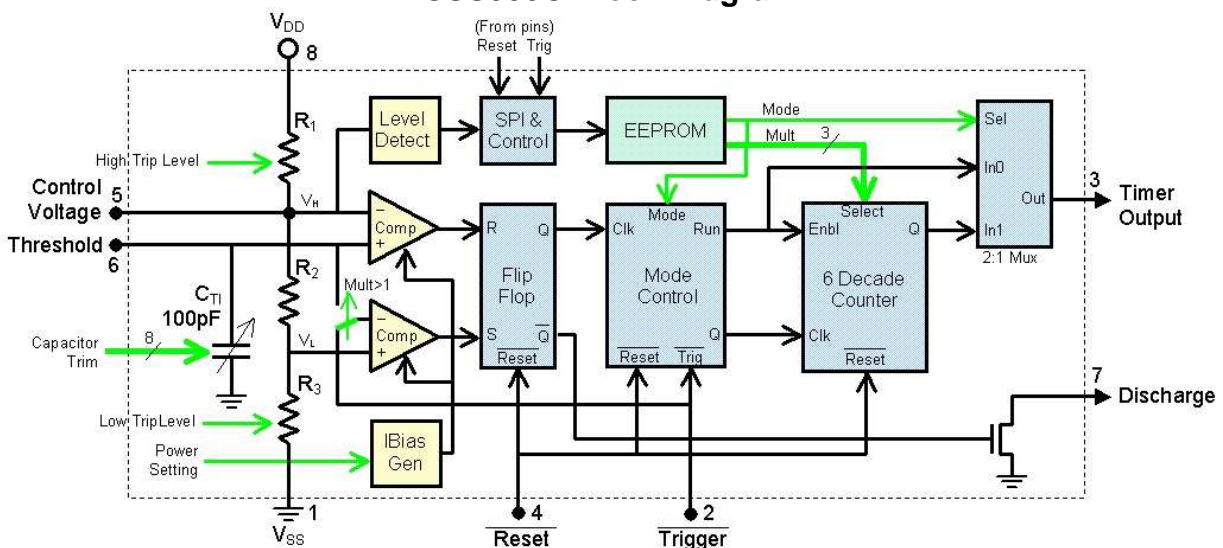 V_DD
8
(From pins)
Reset Trig
R1
High Trip Level
Control
Voltage
5
Threshold
6
V_H
Level
Detect
SPI &
Control
EEPROM
Mode
Mult
3
Sel
In0
In1
Out
2:1 Mux
3
Timer
Output
Comp
−
+
R
Q
S
Q
Flip
Flop
Reset
Mode
Clk
Run
Mode
Control
Q
Reset
Trig
Select
Enbl
Q
6 Decade
Counter
Clk
Reset
R2
Mult>1
−
Comp
+
V_L
C_TI
100pF
Capacitor
Trim
8
R3
Low TripLevel
Power
Setting
IBias
Gen
7
Discharge
1
V_SS
4
Reset
2
Trigger